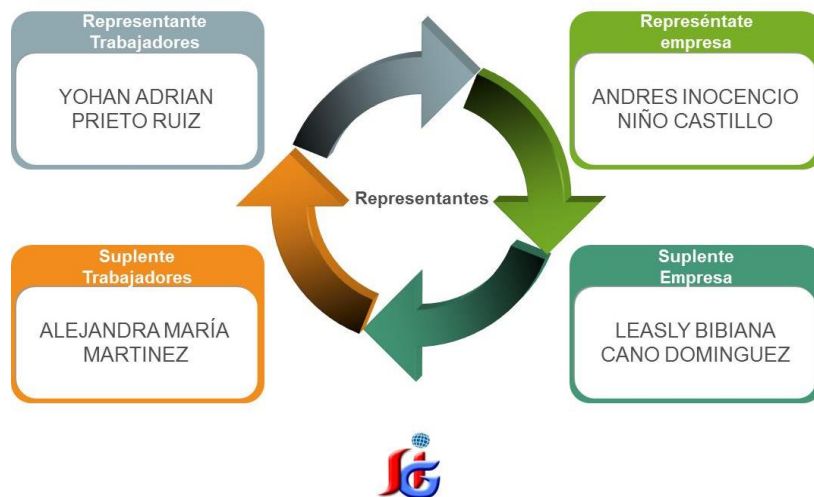 Representante
Trabajadores
YOHAN ADRIAN
PRIETO RUIZ
Represéntate
empresa
ANDRES INOCENCIO
NIÑO CASTILLO
Representantes
Suplente
Trabajadores
ALEJANDRA MARÍA
MARTINEZ
Suplente
Empresa
LEASLY BIBIANA
CANO DOMINGUEZ